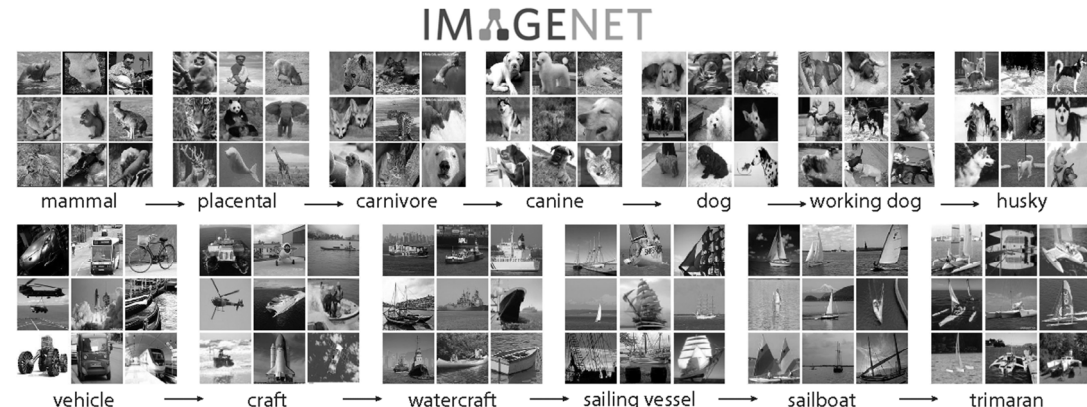 IMAGENET
mammal → placental → carnivore → canine → dog → working dog → husky
vehicle → craft → watercraft → sailing vessel → sailboat → trimaran